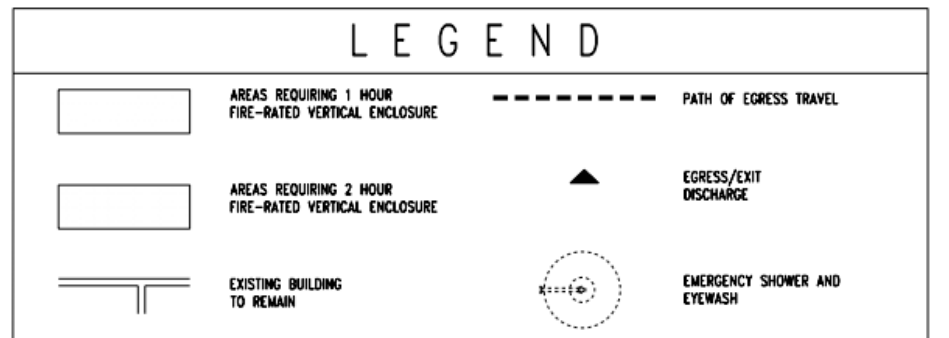 LEGEND
AREAS REQUIRING 1 HOUR
FIRE-RATED VERTICAL ENCLOSURE
PATH OF EGRESS TRAVEL
AREAS REQUIRING 2 HOUR
FIRE-RATED VERTICAL ENCLOSURE
EGRESS/EXIT
DISCHARGE
EXISTING BUILDING
TO REMAIN
EMERGENCY SHOWER AND
EYEWASH